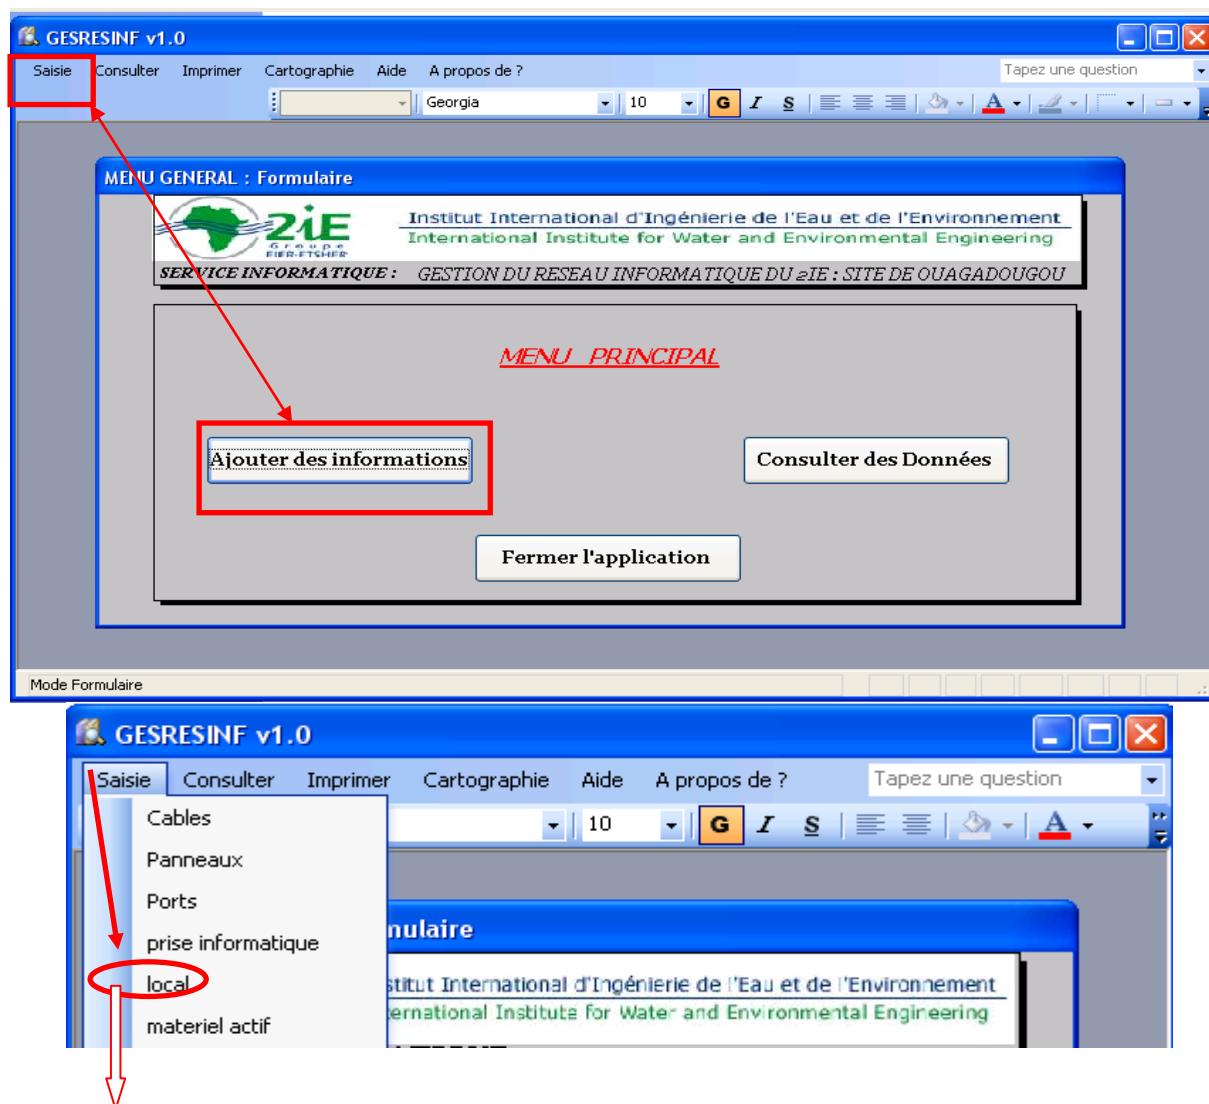 GESRESINF v1.0
Saisie Consulter Imprimer Cartographie Aide A propos de ? Tapez une question
Georgia 10 G I S A
MENU GENERAL : Formulaire
2iE
Groupe
EIER-ETSHER
Institut International d'Ingénierie de l'Eau et de l'Environnement
International Institute for Water and Environmental Engineering
SERVICE INFORMATIQUE : GESTION DU RESEAU INFORMATIQUE DU 2IE : SITE DE OUAGADOUGOU
MENU PRINCIPAL
Ajouter des informations
Consulter des Données
Fermer l'application
Mode Formulaire
GESRESINF v1.0
Saisie Consulter Imprimer Cartographie Aide A propos de ? Tapez une question
10 G I S A
Cables
Panneaux
Ports
prise informatique
local
materiel actif
nulaire
stitut International d'Ingénierie de l'Eau et de l'Environnement
ernational Institute for Water and Environmental Engineering